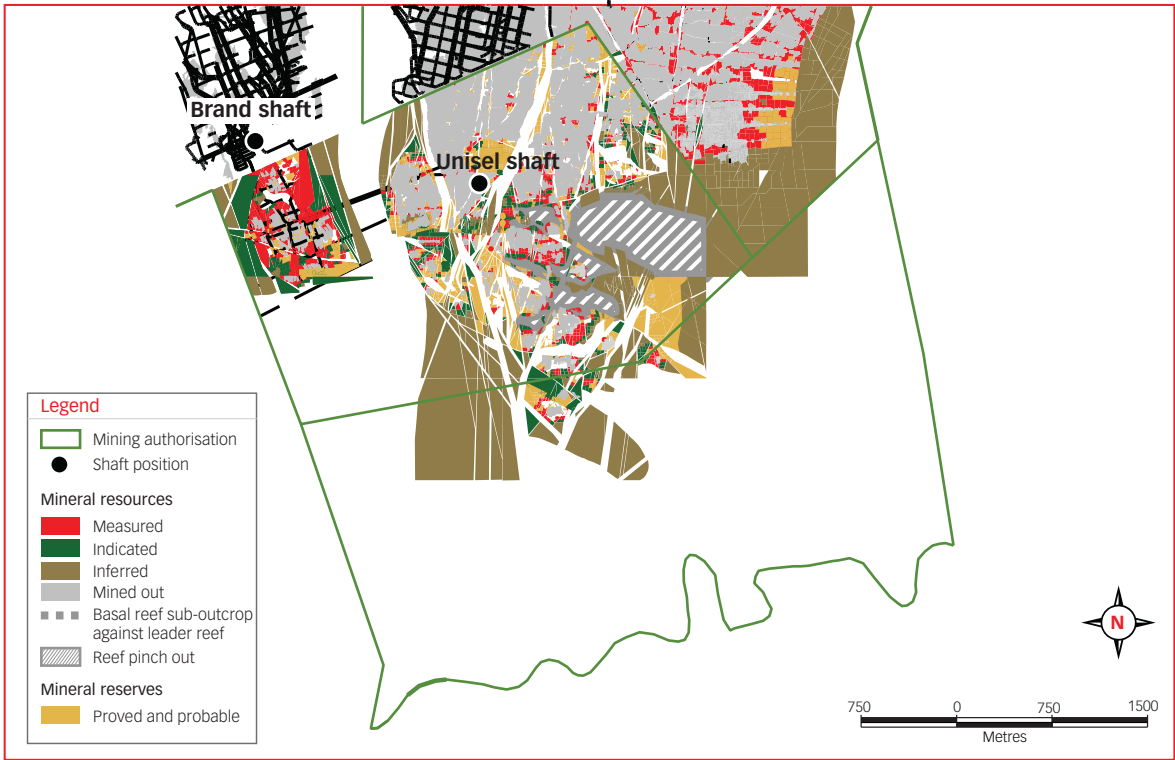 Brand shaft
Unisel shaft
Legend
Mining authorisation
Shaft position
Mineral resources
Measured
Indicated
Inferred
Mined out
Basal reef sub-outcrop
against leader reef
Reef pinch out
Mineral reserves
Proved and probable
N
750 0 750 1500
Metres